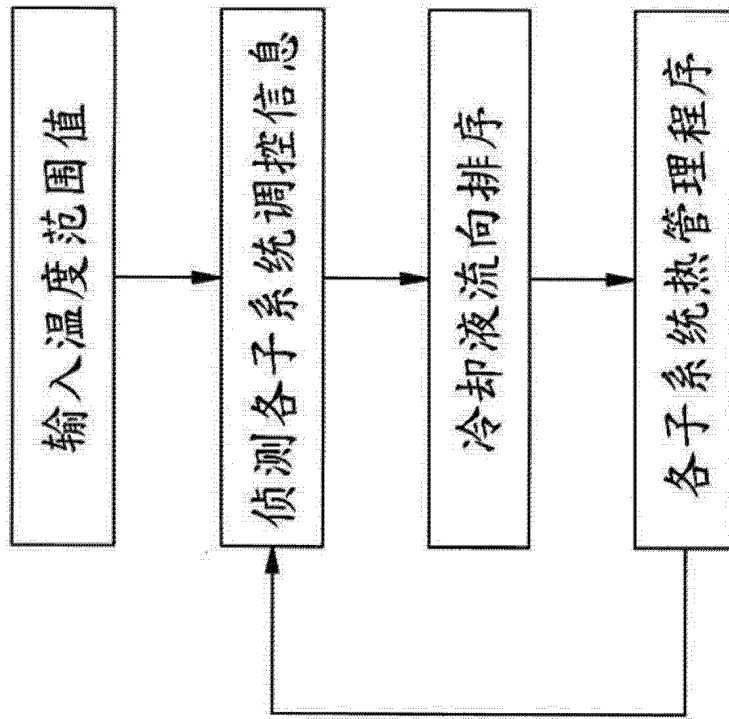 输入温度范围值
侦测各子系统调控信息
冷却液流向排序
各子系统热管理程序